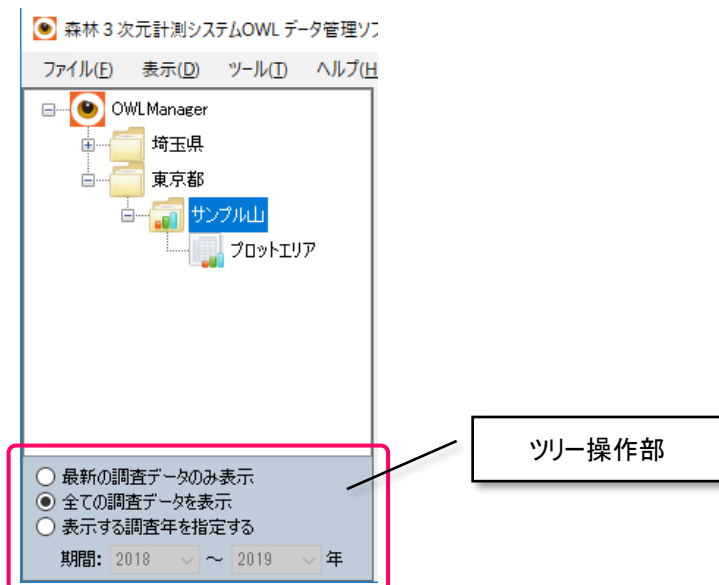 森林3次元計測システムOWL データ管理ソフ
ファイル(F) 表示(D) ツール(T) ヘルプ(H
OWLManager
埼玉県
東京都
サンプル山
プロットエリア
ツリー操作部
最新の調査データのみ表示
全ての調査データを表示
表示する調査年を指定する
期間: 2018 ～ 2019 年